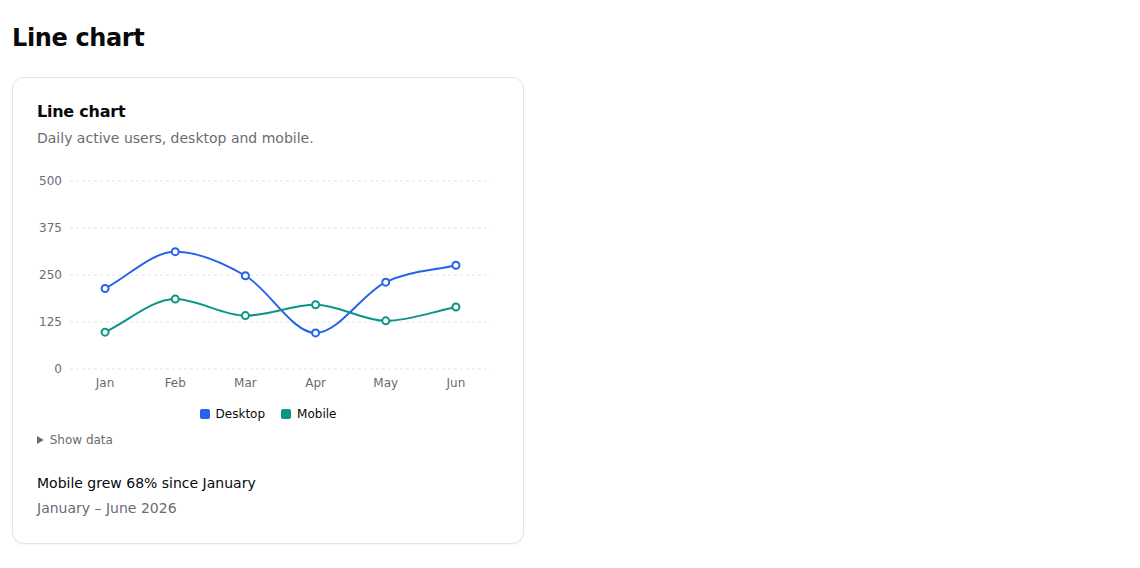 Line chart
Line chart
Daily active users, desktop and mobile.
500
375
250
125
0
Jan Feb Mar Apr May Jun
Desktop Mobile
Show data
Mobile grew 68% since January
January – June 2026